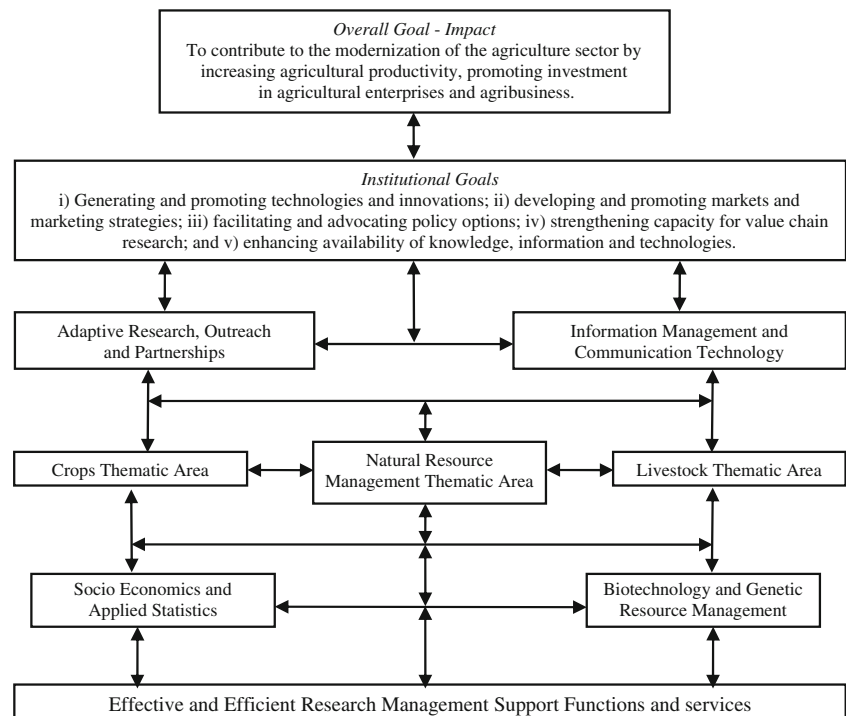 Overall Goal - Impact
To contribute to the modernization of the agriculture sector by
increasing agricultural productivity, promoting investment
in agricultural enterprises and agribusiness.
Institutional Goals
i) Generating and promoting technologies and innovations; ii) developing and promoting markets and
marketing strategies; iii) facilitating and advocating policy options; iv) strengthening capacity for value chain
research; and v) enhancing availability of knowledge, information and technologies.
Adaptive Research, Outreach
and Partnerships
Information Management and
Communication Technology
Crops Thematic Area
Natural Resource
Management Thematic Area
Livestock Thematic Area
Socio Economics and
Applied Statistics
Biotechnology and Genetic
Resource Management
Effective and Efficient Research Management Support Functions and services